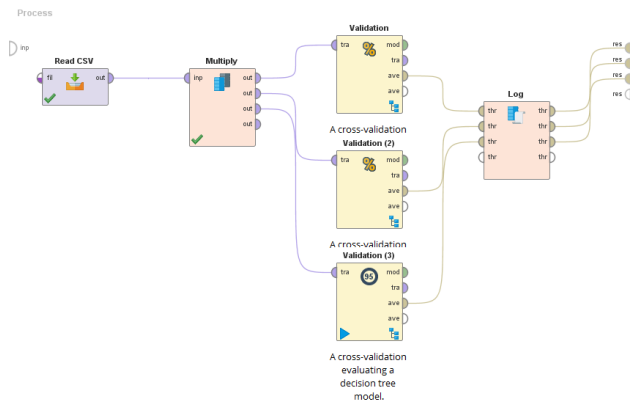 Process
inp
Read CSV
fil
out
Multiply
inp
out
out
out
out
Validation
tra
mod
tra
ave
ave
%
A cross-validation
Validation (2)
tra
mod
tra
ave
ave
%
A cross-validation
Validation (3)
tra
mod
tra
ave
ave
95
A cross-validation
evaluating a
decision tree
model.
Log
thr
thr
thr
thr
thr
thr
thr
thr
res
res
res
res